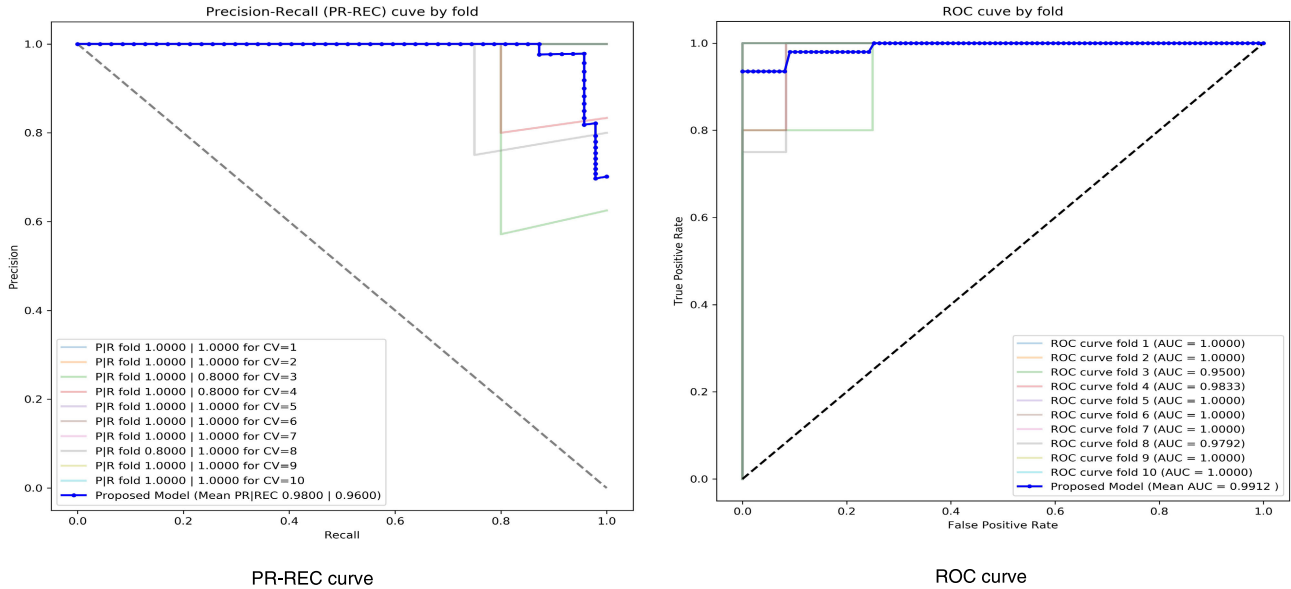 Precision-Recall (PR-REC) cuve by fold
1.0
0.8
0.6
0.4
0.2
0.0
Precision
P|R fold 1.0000 | 1.0000 for CV=1
P|R fold 1.0000 | 1.0000 for CV=2
P|R fold 1.0000 | 0.8000 for CV=3
P|R fold 1.0000 | 0.8000 for CV=4
P|R fold 1.0000 | 1.0000 for CV=5
P|R fold 1.0000 | 1.0000 for CV=6
P|R fold 1.0000 | 1.0000 for CV=7
P|R fold 0.8000 | 1.0000 for CV=8
P|R fold 1.0000 | 1.0000 for CV=9
P|R fold 1.0000 | 1.0000 for CV=10
Proposed Model (Mean PR|REC 0.9800 | 0.9600)
0.0 0.2 0.4 0.6 0.8 1.0
Recall
PR-REC curve
ROC cuve by fold
1.0
0.8
0.6
0.4
0.2
0.0
True Positive Rate
ROC curve fold 1 (AUC = 1.0000)
ROC curve fold 2 (AUC = 1.0000)
ROC curve fold 3 (AUC = 0.9500)
ROC curve fold 4 (AUC = 0.9833)
ROC curve fold 5 (AUC = 1.0000)
ROC curve fold 6 (AUC = 1.0000)
ROC curve fold 7 (AUC = 1.0000)
ROC curve fold 8 (AUC = 0.9792)
ROC curve fold 9 (AUC = 1.0000)
ROC curve fold 10 (AUC = 1.0000)
Proposed Model (Mean AUC = 0.9912 )
0.0 0.2 0.4 0.6 0.8 1.0
False Positive Rate
ROC curve